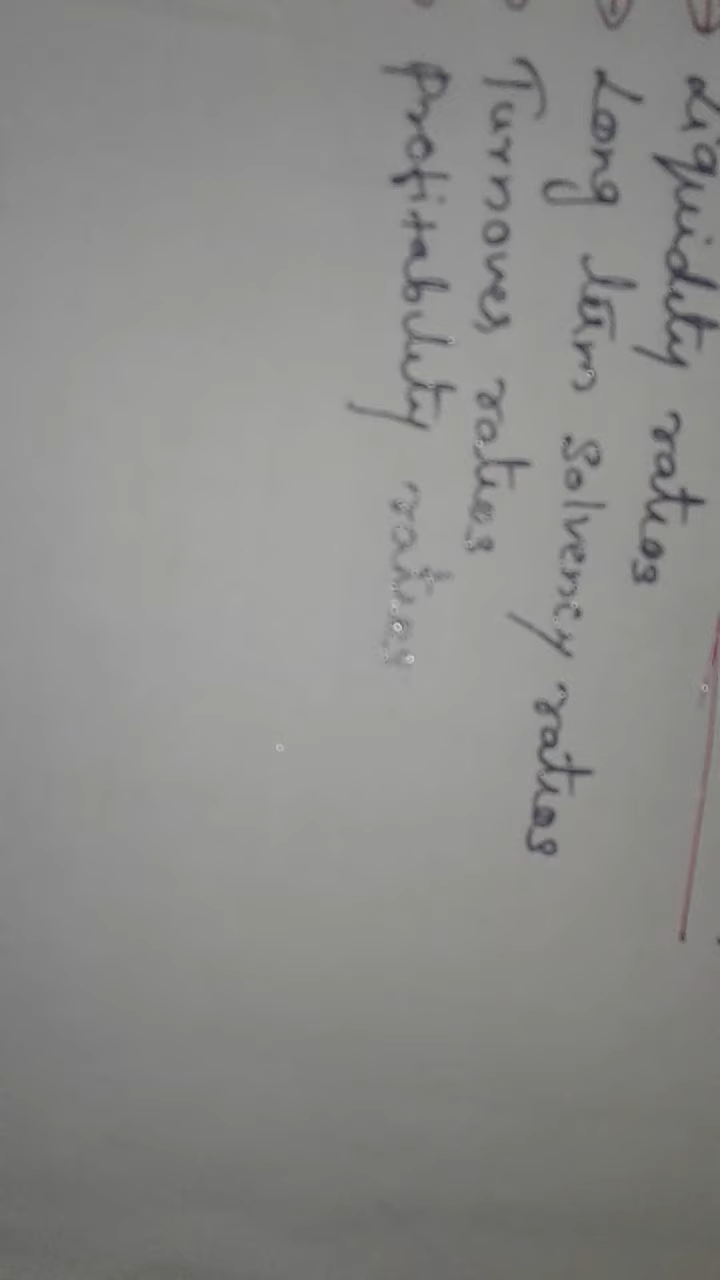 Liquidity ratios
Long term solvency ratios
Turnover ratios
Profitability ratios